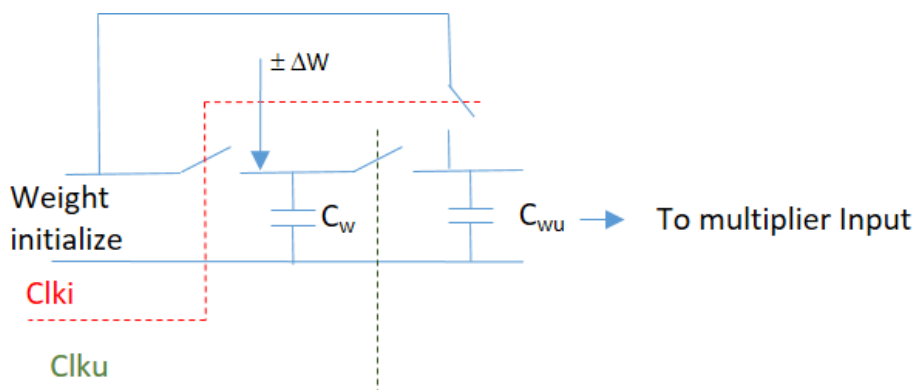 ± ΔW
Weight
initialize
C_w
C_wu
To multiplier Input
Clki
Clku